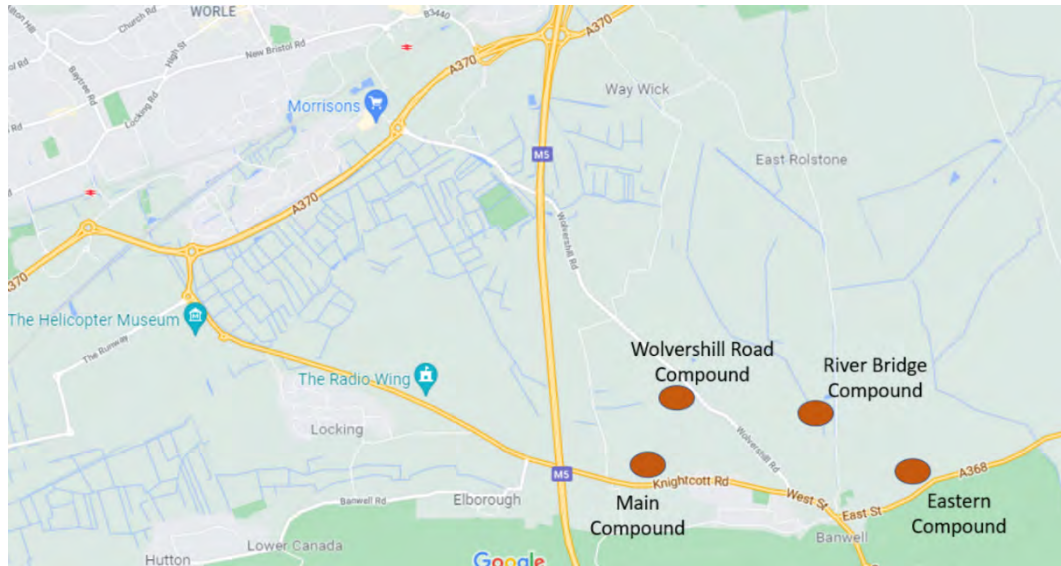 WORLE
B3440
A370
Church Rd
High St
New Bristol Rd
A370
Way Wick
Baytree Rd
Locking Rd
Morrisons
M5
East Rolstone
A370
Wolvershill Rd
A370
The Helicopter Museum
The Runway
The Radio Wing
Wolvershill Road
Compound
River Bridge
Compound
Locking
Wolvershill Rd
M5
Knightcott Rd
A368
Banwell Rd
Elborough
Main
Compound
West St
East St
Eastern
Compound
Banwell
Lower Canada
Hutton
Google